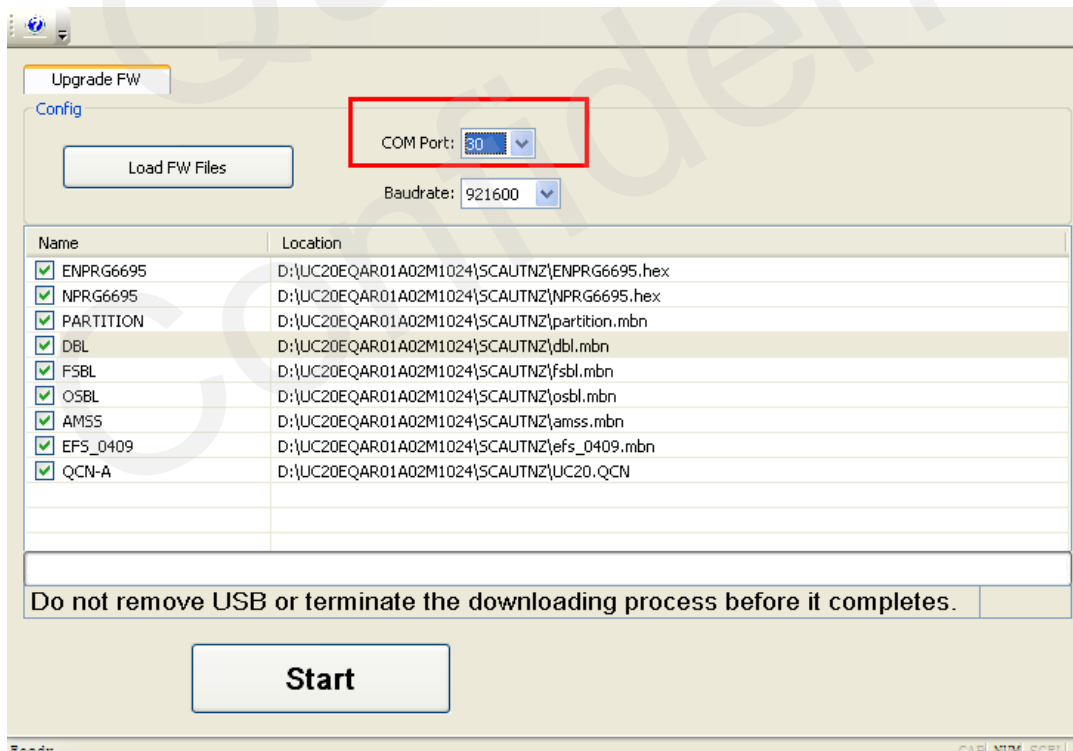 Upgrade FW
Config
COM Port: 30
Load FW Files
Baudrate: 921600
Name Location
ENPRG6695 D:\UC20EQAR01A02M1024\SCAUTNZ\ENPRG6695.hex
NPRG6695 D:\UC20EQAR01A02M1024\SCAUTNZ\NPRG6695.hex
PARTITION D:\UC20EQAR01A02M1024\SCAUTNZ\partition.mbn
DBL D:\UC20EQAR01A02M1024\SCAUTNZ\dbl.mbn
FSBL D:\UC20EQAR01A02M1024\SCAUTNZ\fsbl.mbn
OSBL D:\UC20EQAR01A02M1024\SCAUTNZ\osbl.mbn
AMSS D:\UC20EQAR01A02M1024\SCAUTNZ\amss.mbn
EFS_0409 D:\UC20EQAR01A02M1024\SCAUTNZ\efs_0409.mbn
QCN-A D:\UC20EQAR01A02M1024\SCAUTNZ\UC20.QCN
Do not remove USB or terminate the downloading process before it completes.
Start
Ready CAP NUM SCRL